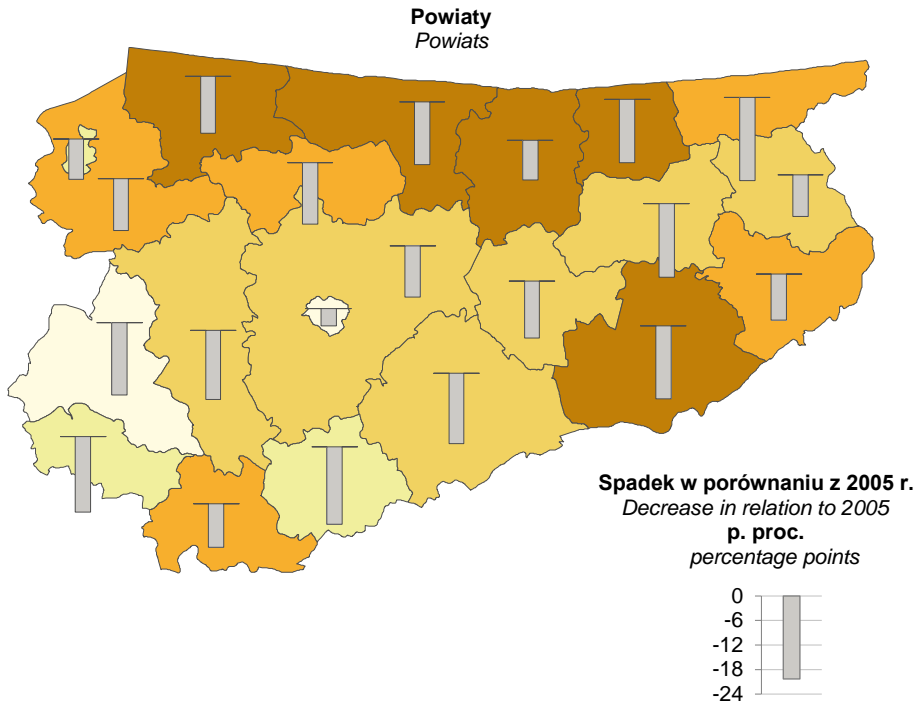 Powiaty
Powiats
Spadek w porównaniu z 2005 r.
Decrease in relation to 2005
p. proc.
percentage points
0
-6
-12
-18
-24